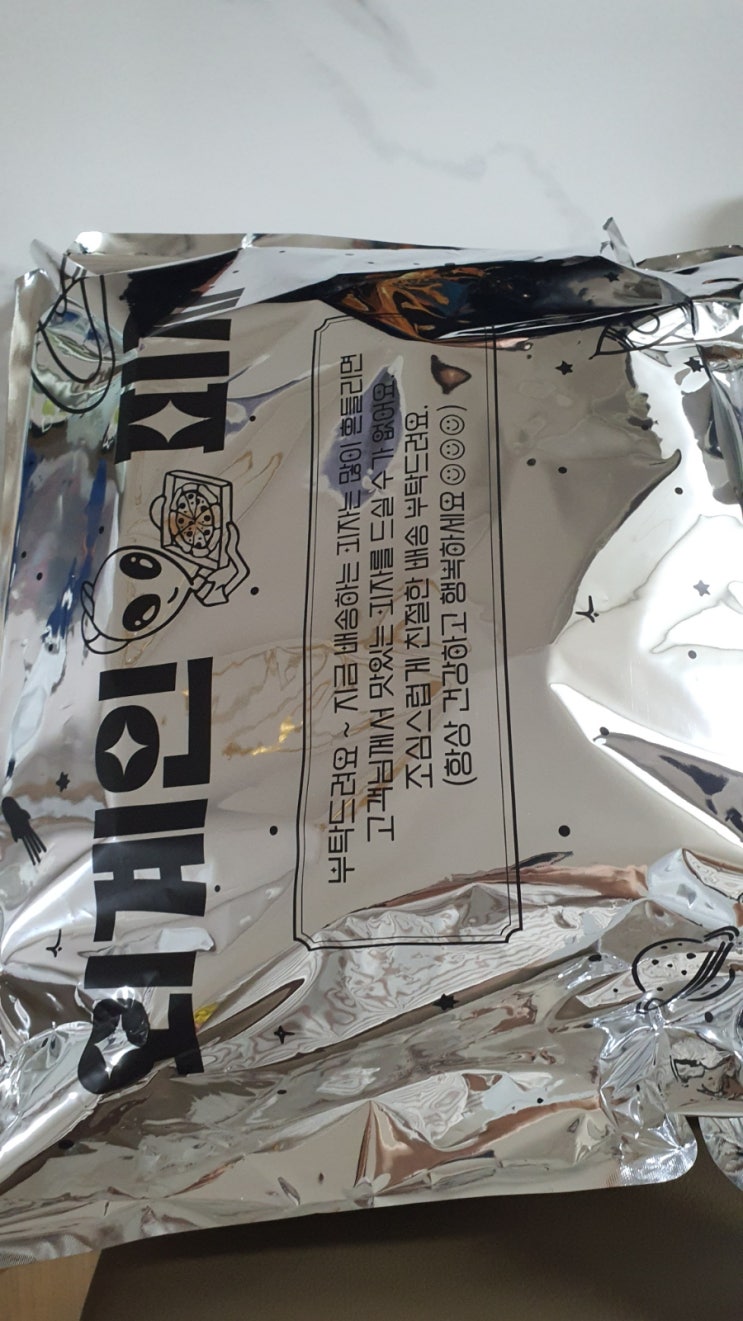 외계인 피자
부탁드려요 ~ 지금 배송하는 피자는 많이 흔들리면
고객님께서 맛있는 피자를 드실 수가 없어요.
조심스럽게 친절한 배송 부탁드려요.
(항상 건강하고 행복하세요☺☺☺)